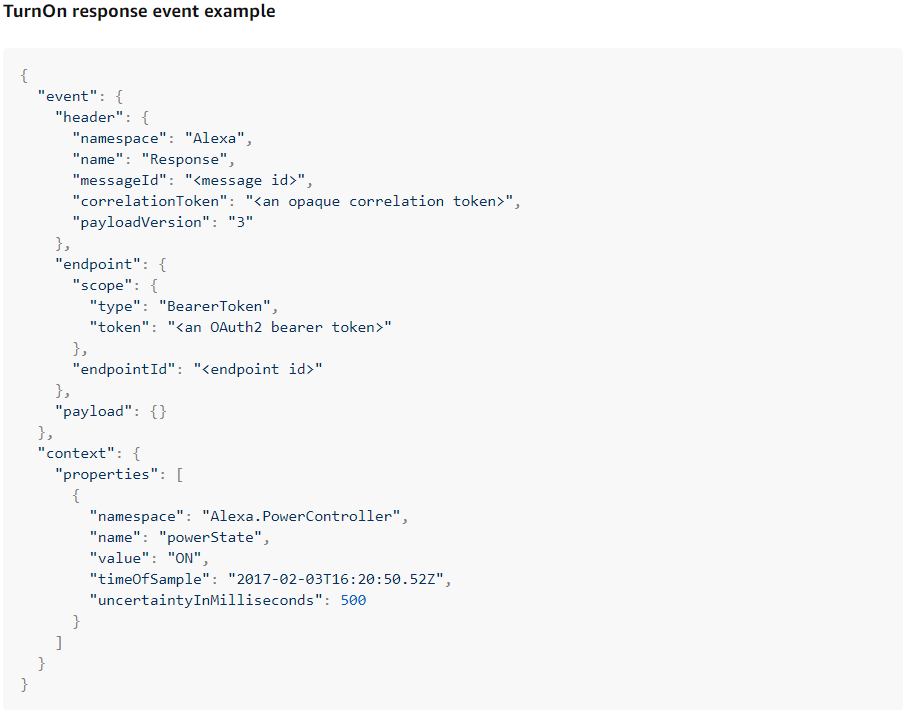 TurnOn response event example
{
"event": {
"header": {
"namespace": "Alexa",
"name": "Response",
"messageId": "<message id>",
"correlationToken": "<an opaque correlation token>",
"payloadVersion": "3"
},
"endpoint": {
"scope": {
"type": "BearerToken",
"token": "<an OAuth2 bearer token>"
},
"endpointId": "<endpoint id>"
},
"payload": {}
},
"context": {
"properties": [
{
"namespace": "Alexa.PowerController",
"name": "powerState",
"value": "ON",
"timeOfSample": "2017-02-03T16:20:50.52Z",
"uncertaintyInMilliseconds": 500
}
]
}
}